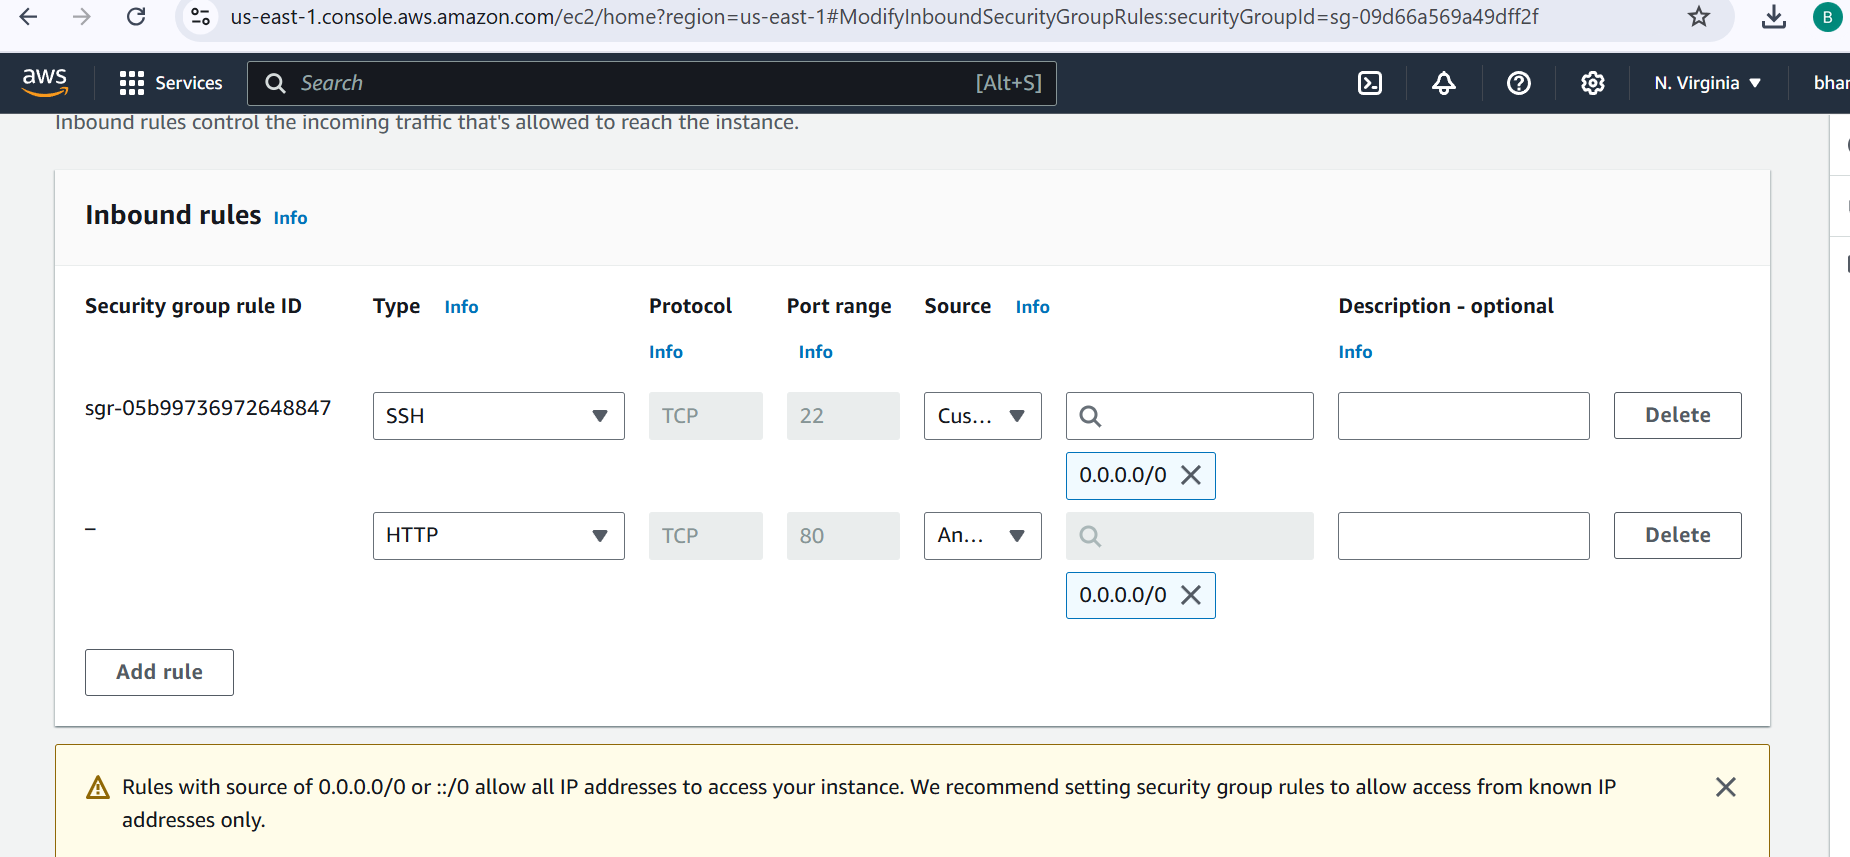 us-east-1.console.aws.amazon.com/ec2/home?region=us-east-1#ModifyInboundSecurityGroupRules:securityGroupId=sg-09d66a569a49dff2f
B
aws
Services
Search
[Alt+S]
N. Virginia
bhar
Inbound rules control the incoming traffic that's allowed to reach the instance.
Inbound rules Info
Security group rule ID
Type Info
Protocol
Info
Port range
Info
Source Info
Description - optional
Info
sgr-05b99736972648847
SSH
TCP
22
Cus...
0.0.0.0/0
Delete
–
HTTP
TCP
80
An...
0.0.0.0/0
Delete
Add rule
Rules with source of 0.0.0.0/0 or ::/0 allow all IP addresses to access your instance. We recommend setting security group rules to allow access from known IP
addresses only.